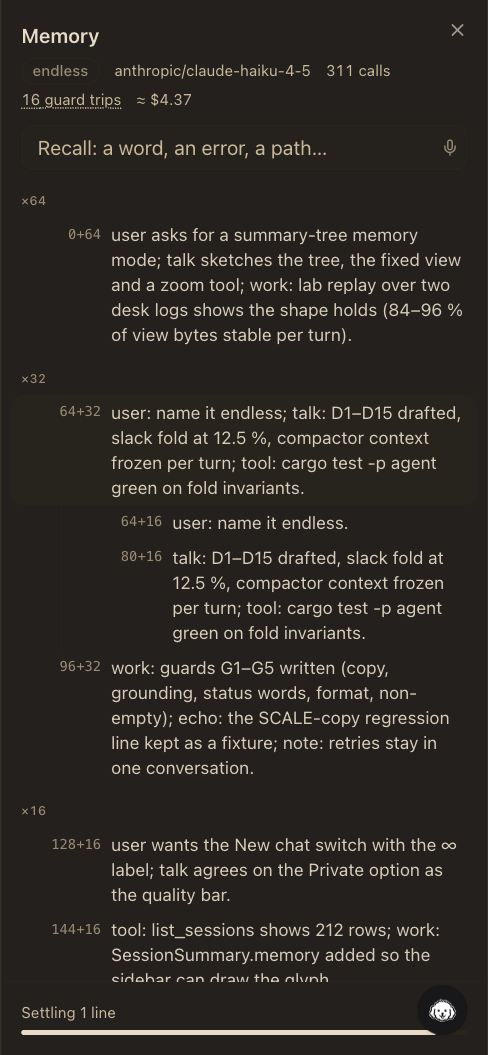 Memory
endless anthropic/claude-haiku-4-5 311 calls
16 guard trips ≈ $4.37
Recall: a word, an error, a path…
×64
0+64 user asks for a summary-tree memory
mode; talk sketches the tree, the fixed view
and a zoom tool; work: lab replay over two
desk logs shows the shape holds (84–96 %
of view bytes stable per turn).
×32
64+32 user: name it endless; talk: D1–D15 drafted,
slack fold at 12.5 %, compactor context
frozen per turn; tool: cargo test -p agent
green on fold invariants.
64+16 user: name it endless.
80+16 talk: D1–D15 drafted, slack fold at
12.5 %, compactor context frozen
per turn; tool: cargo test -p agent
green on fold invariants.
96+32 work: guards G1–G5 written (copy,
grounding, status words, format, non-
empty); echo: the SCALE-copy regression
line kept as a fixture; note: retries stay in
one conversation.
×16
128+16 user wants the New chat switch with the ∞
label; talk agrees on the Private option as
the quality bar.
144+16 tool: list_sessions shows 212 rows; work:
SessionSummary.memory added so the
sidebar can draw the glyph
Settling 1 line